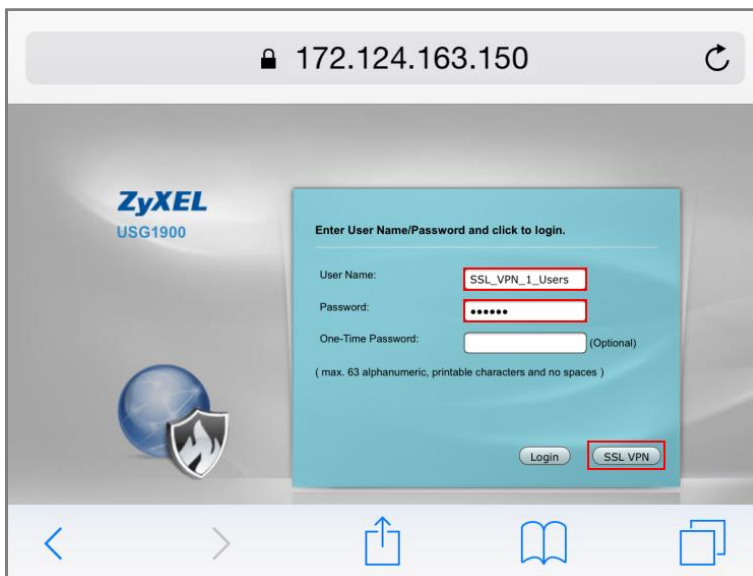 172.124.163.150
ZyXEL
USG1900
Enter User Name/Password and click to login.
User Name:
SSL_VPN_1_Users
Password:
••••••
One-Time Password:
(Optional)
( max. 63 alphanumeric, printable characters and no spaces )
Login
SSL VPN